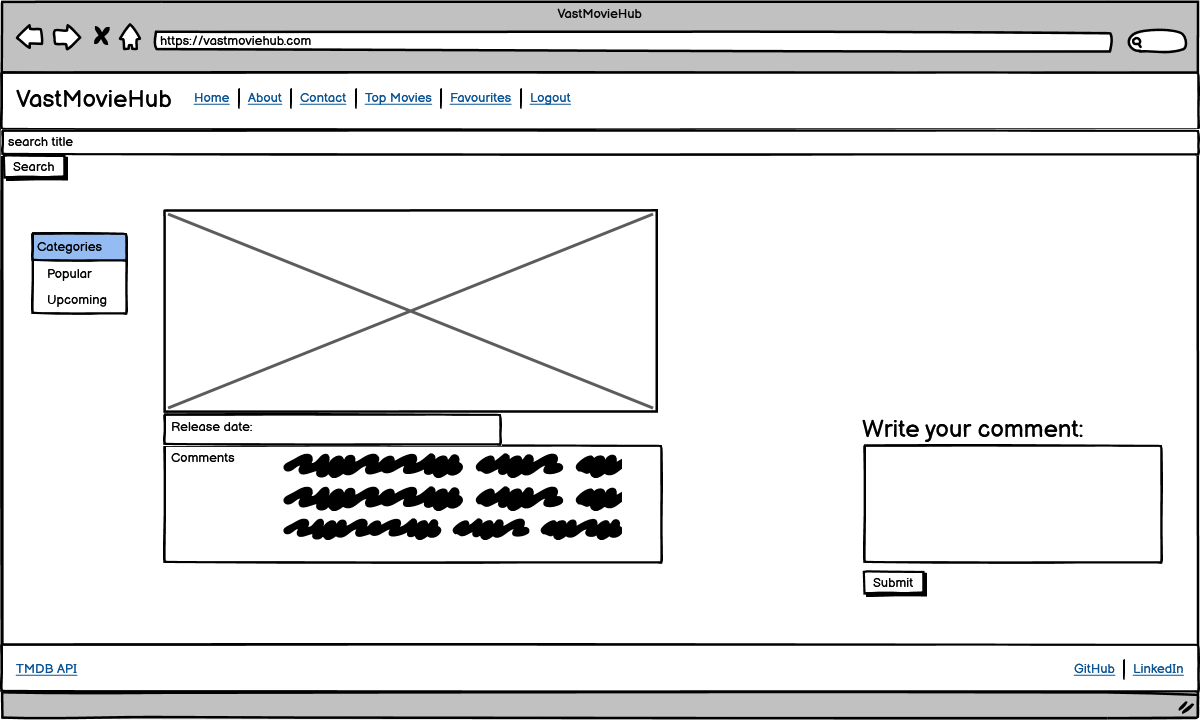 VastMovieHub
https://vastmoviehub.com
VastMovieHub Home About Contact Top Movies Favourites Logout
search title
Search
Categories
Popular
Upcoming
Release date:
Comments
Write your comment:
Submit
TMDB API GitHub LinkedIn